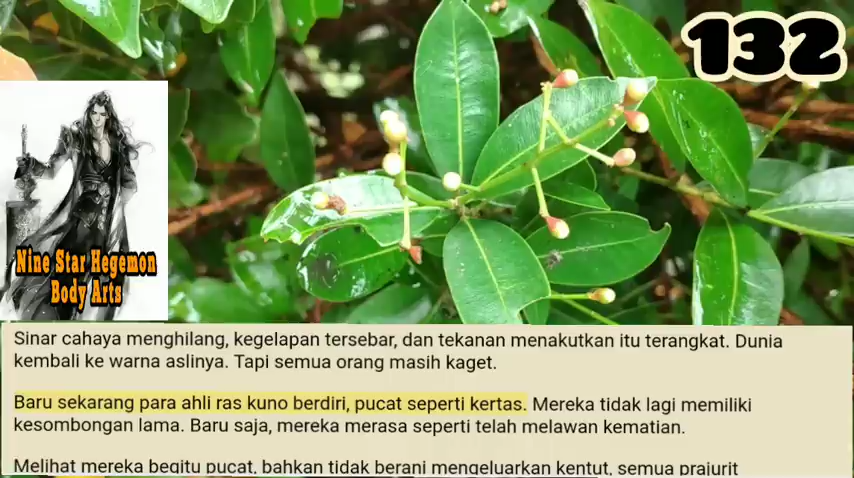 132
Nine Star Hegemon
Body Arts
Sinar cahaya menghilang, kegelapan tersebar, dan tekanan menakutkan itu terangkat. Dunia
kembali ke warna aslinya. Tapi semua orang masih kaget.
Baru sekarang para ahli ras kuno berdiri, pucat seperti kertas. Mereka tidak lagi memiliki
kesombongan lama. Baru saja, mereka merasa seperti telah melawan kematian.
Melihat mereka begitu pucat, bahkan tidak berani mengeluarkan kentut, semua prajurit